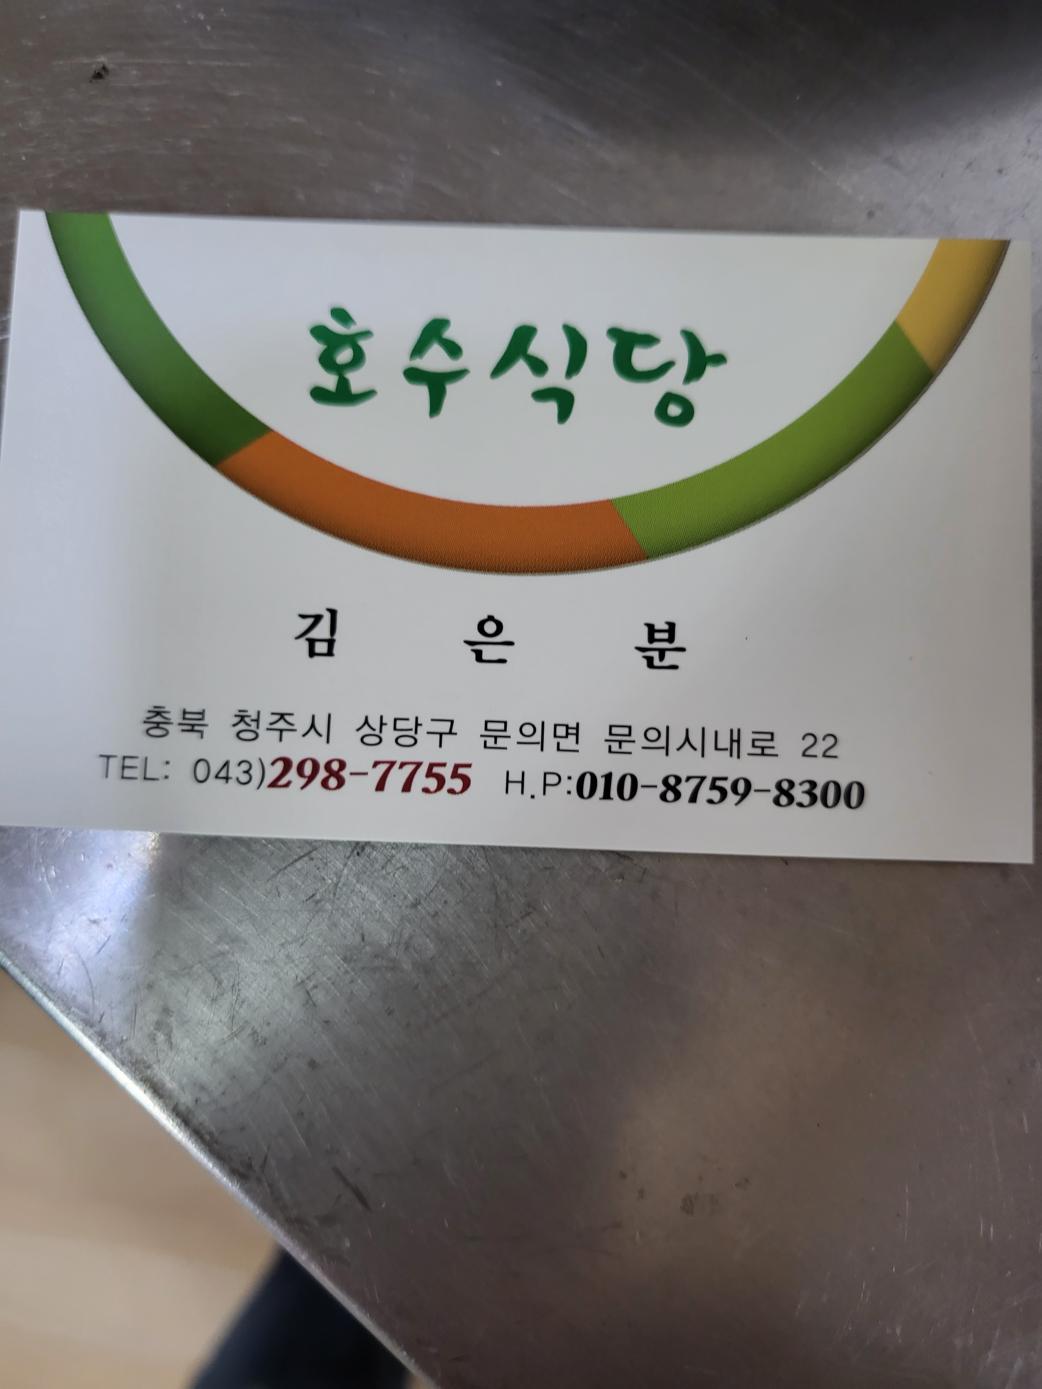 호수식당
김 은 분
충북 청주시 상당구 문의면 문의시내로 22
TEL: 043)298-7755 H.P:010-8759-8300